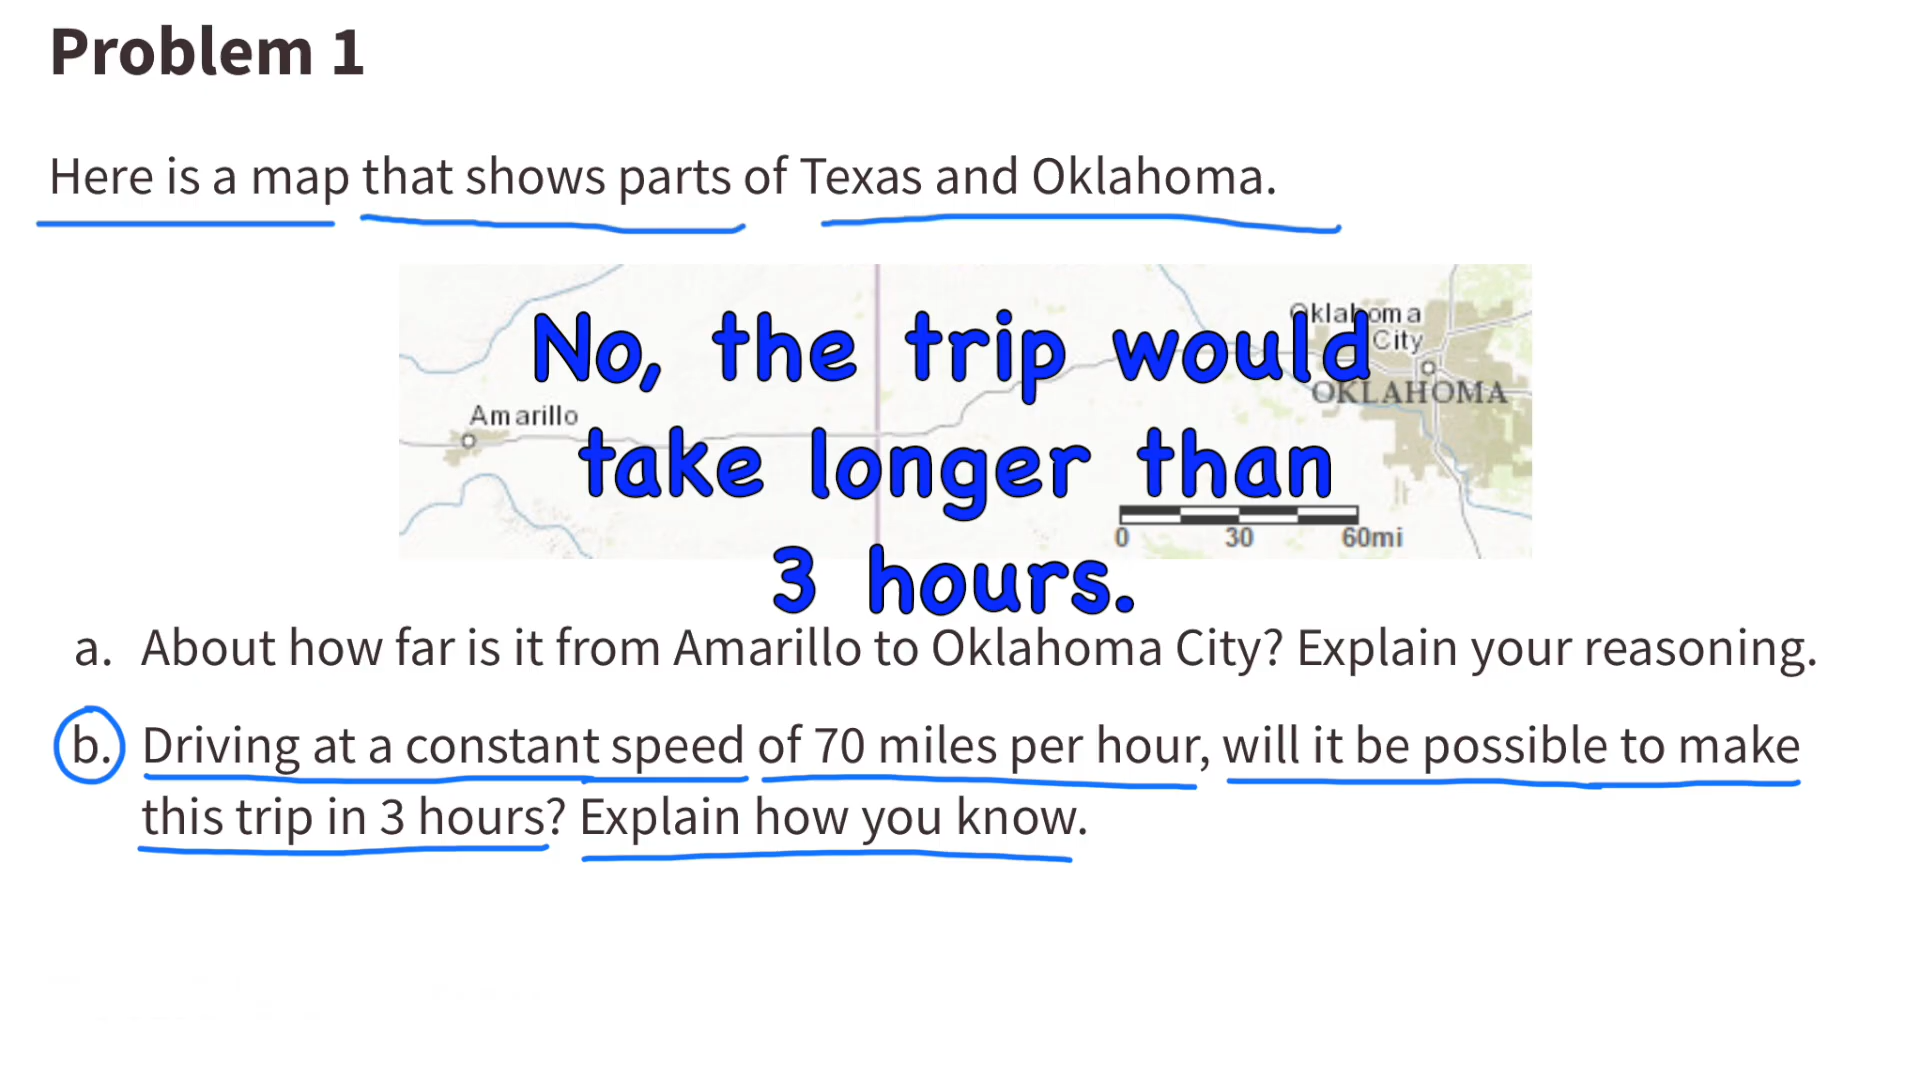 Problem 1
Here is a map that shows parts of Texas and Oklahoma.
No, the trip would
take longer than
3 hours.
Oklahoma
City
OKLAHOMA
Amarillo
0 30 60mi
a. About how far is it from Amarillo to Oklahoma City? Explain your reasoning.
b. Driving at a constant speed of 70 miles per hour, will it be possible to make
this trip in 3 hours? Explain how you know.